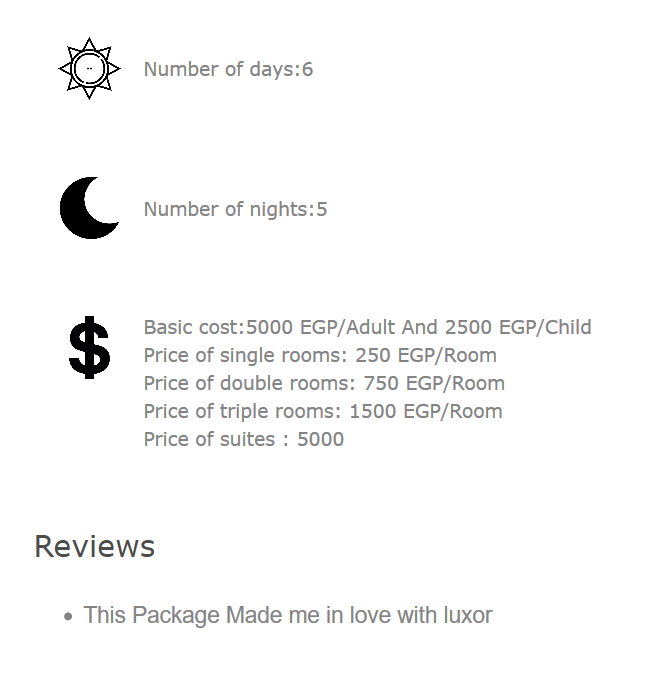 Number of days:6
Number of nights:5
Basic cost:5000 EGP/Adult And 2500 EGP/Child
Price of single rooms: 250 EGP/Room
Price of double rooms: 750 EGP/Room
Price of triple rooms: 1500 EGP/Room
Price of suites : 5000
Reviews
• This Package Made me in love with luxor